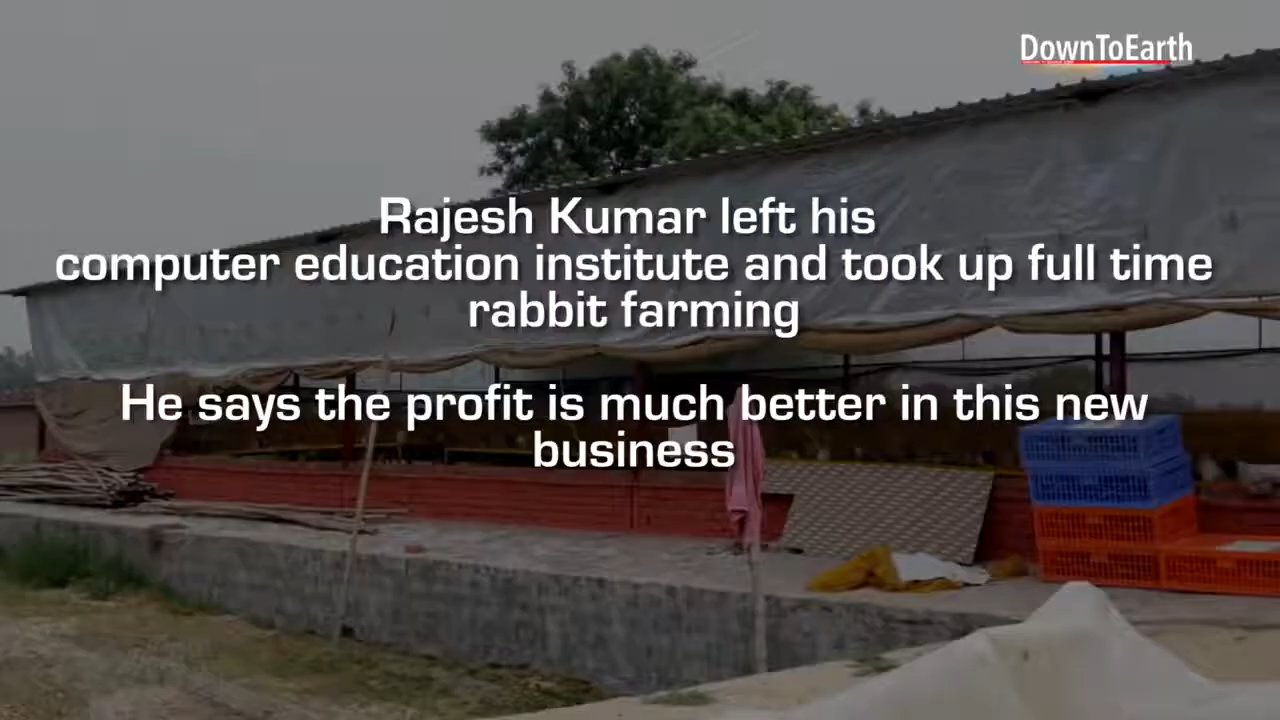 DownToEarth
Rajesh Kumar left his
computer education institute and took up full time
rabbit farming
He says the profit is much better in this new
business